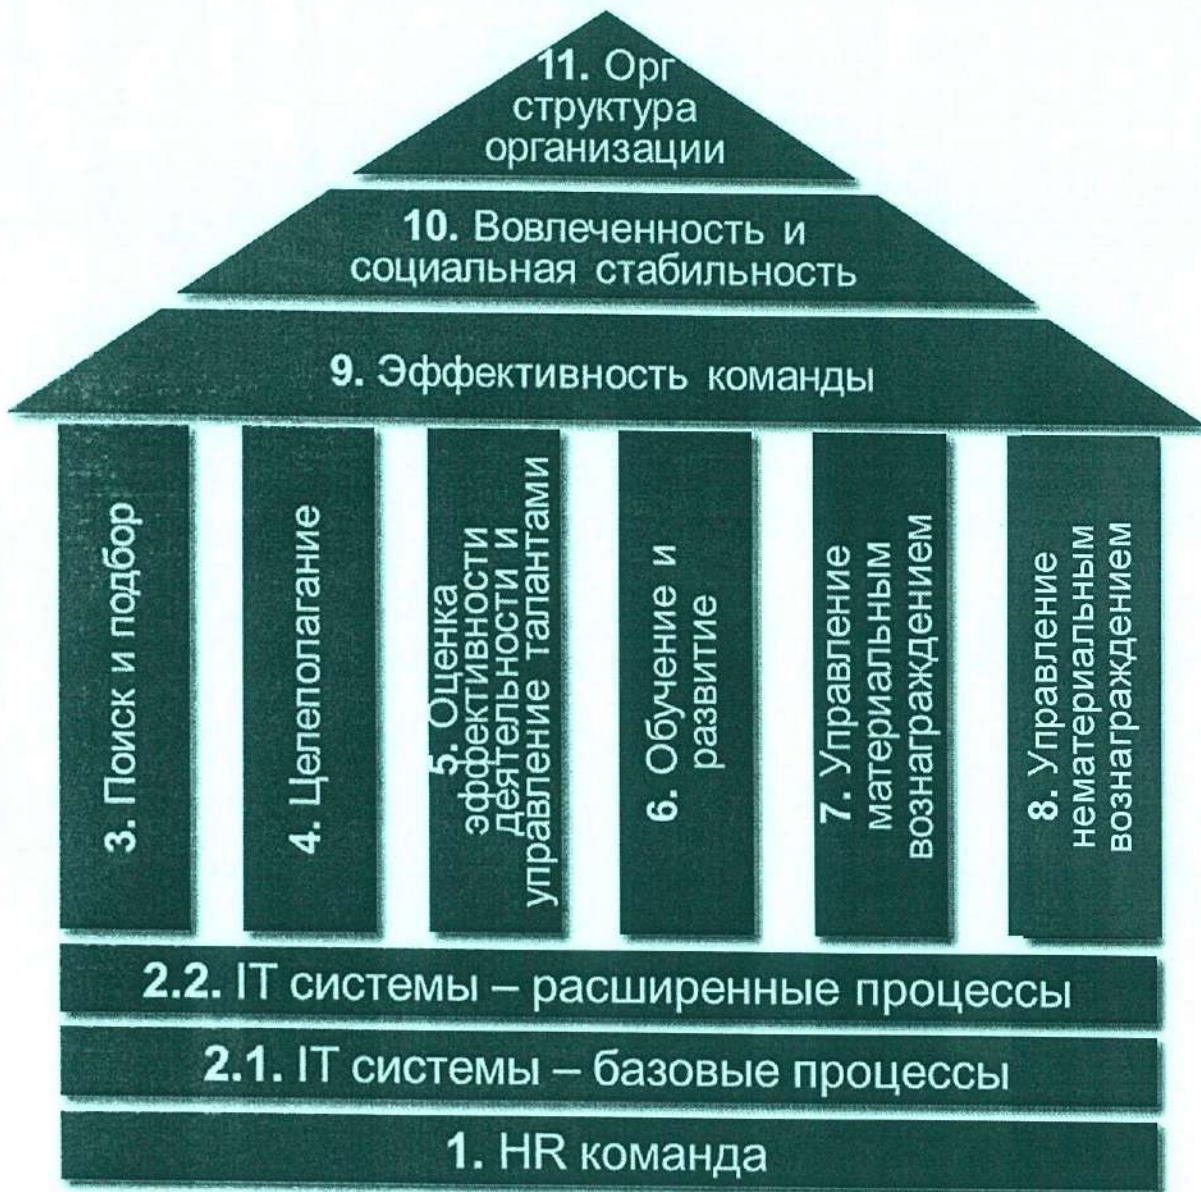 11. Орг
структура
организации
10. Вовлеченность и
социальная стабильность
9. Эффективность команды
3. Поиск и подбор
4. Целеполагание
5. Оценка
эффективности
деятельности и
управление талантами
6. Обучение и
развитие
7. Управление
материальным
вознаграждением
8. Управление
нематериальным
вознаграждением
2.2. IT системы – расширенные процессы
2.1. IT системы – базовые процессы
1. HR команда